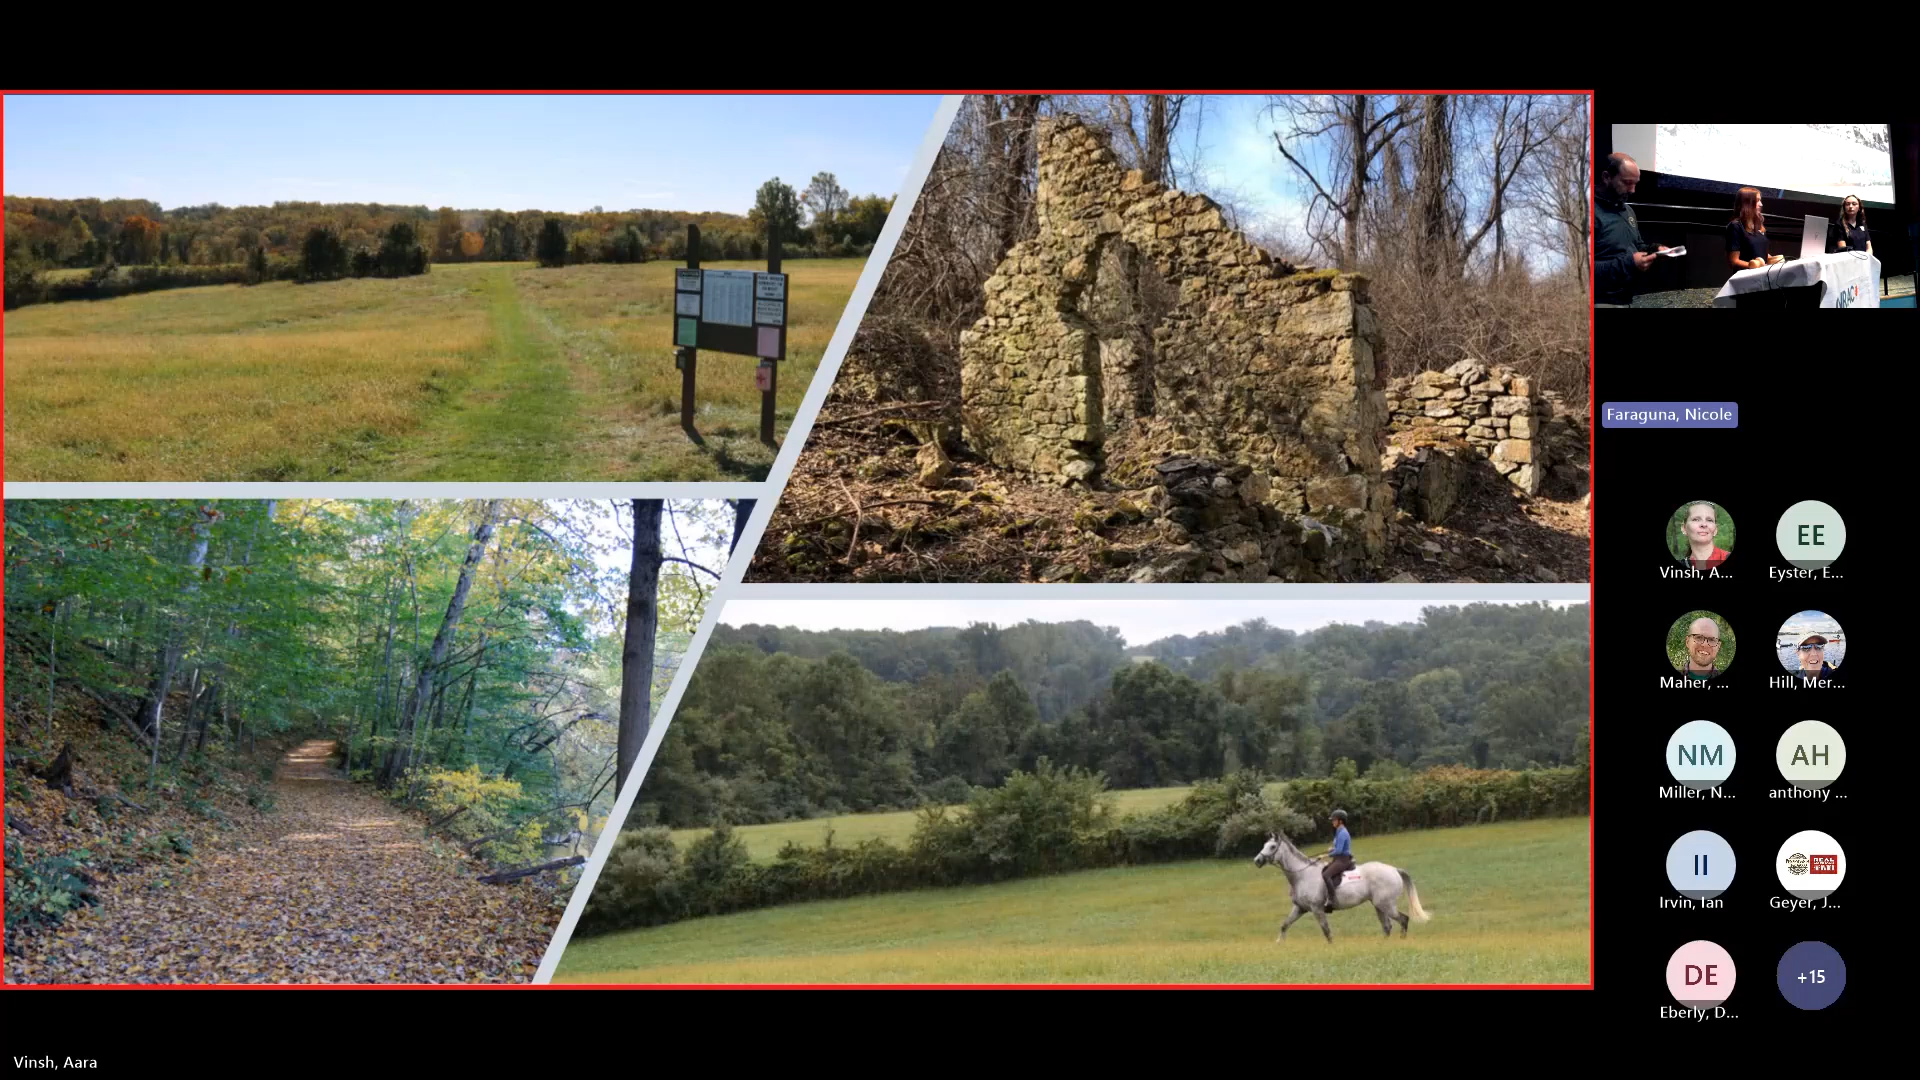 Faraguna, Nicole
Vinsh, A...
EE
Eyster, E...
Maher, ...
Hill, Mer...
NM
Miller, N...
AH
anthony ...
II
Irvin, Ian
Geyer, J...
DE
Eberly, D...
+15
Vinsh, Aara